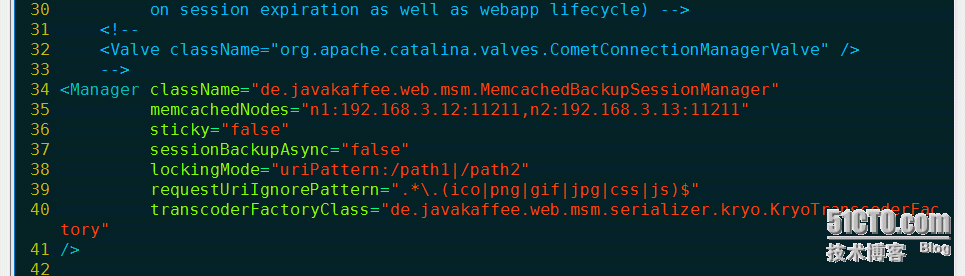 30 on session expiration as well as webapp lifecycle) -->
31 <!--
32 <Valve className="org.apache.catalina.valves.CometConnectionManagerValve" />
33 -->
34 <Manager className="de.javakaffee.web.msm.MemcachedBackupSessionManager"
35 memcachedNodes="n1:192.168.3.12:11211,n2:192.168.3.13:11211"
36 sticky="false"
37 sessionBackupAsync="false"
38 lockingMode="uriPattern:/path1|/path2"
39 requestUriIgnorePattern=".*\.(ico|png|gif|jpg|css|js)$"
40 transcoderFactoryClass="de.javakaffee.web.msm.serializer.kryo.KryoTranscoderFac
tory"
41 />
42
51CTO.com
技术博客 Blog